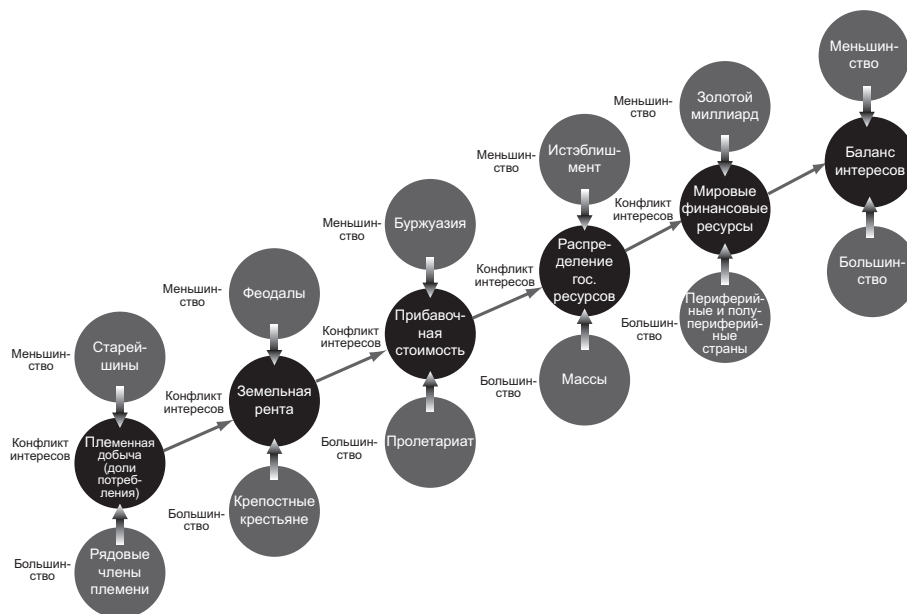 Меньшин-
ство
Старей-
шины
Конфликт
интересов
Племенная
добыча
(доли
потреб-
ления)
Большин-
ство
Рядовые
члены
племени
Меньшин-
ство
Феодалы
Конфликт
интересов
Земельная
рента
Большин-
ство
Крепостные
крестьяне
Меньшин-
ство
Буржуазия
Конфликт
интересов
Прибавоч-
ная
стоимость
Большин-
ство
Пролетариат
Меньшин-
ство
Истэблиш-
мент
Конфликт
интересов
Распре-
деление
гос.
ресурсов
Большин-
ство
Массы
Меньшин-
ство
Золотой
миллиард
Конфликт
интересов
Мировые
финансовые
ресурсы
Большин-
ство
Периферий-
ные и полу-
периферий-
ные
страны
Меньшин-
ство
Баланс
интересов
Большин-
ство